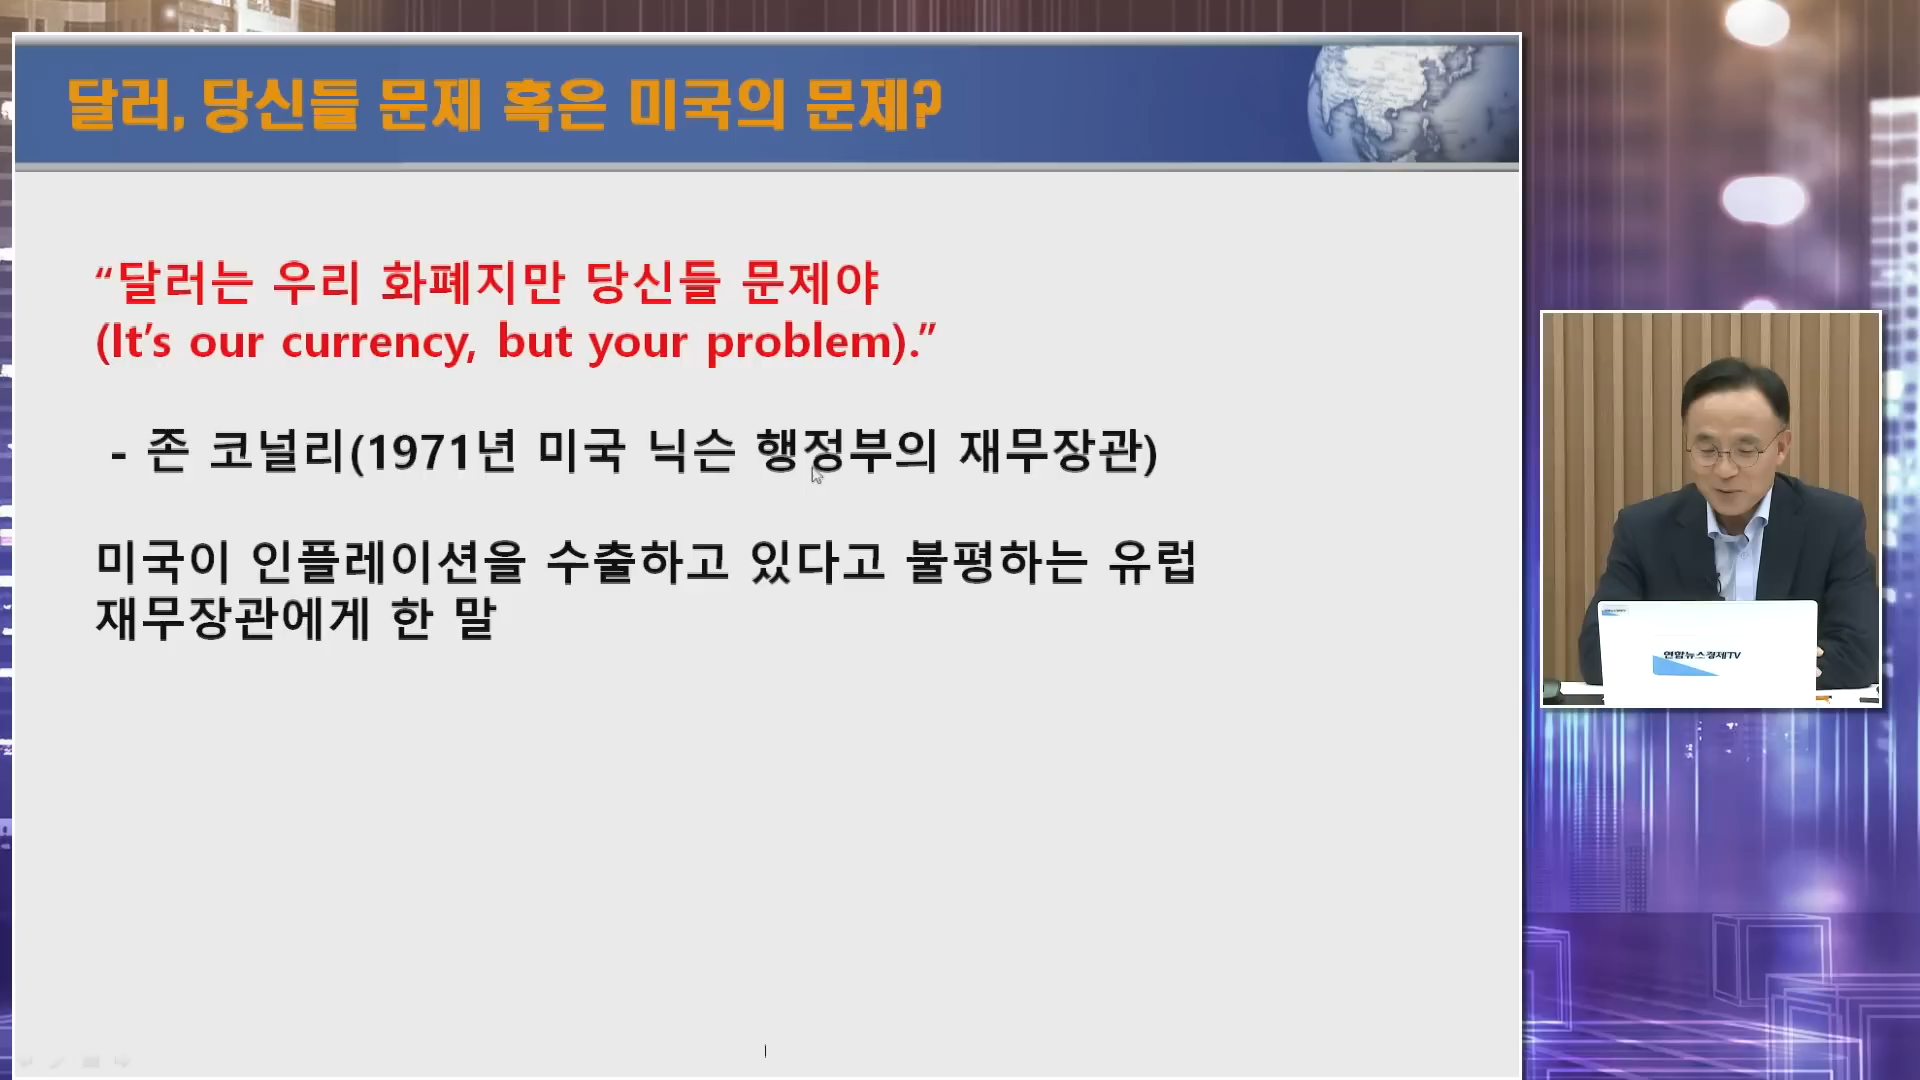 달러, 당신들 문제 혹은 미국의 문제?
“달러는 우리 화폐지만 당신들 문제야
(It’s our currency, but your problem).”
- 존 코널리(1971년 미국 닉슨 행정부의 재무장관)
미국이 인플레이션을 수출하고 있다고 불평하는 유럽
재무장관에게 한 말
연합뉴스경제TV